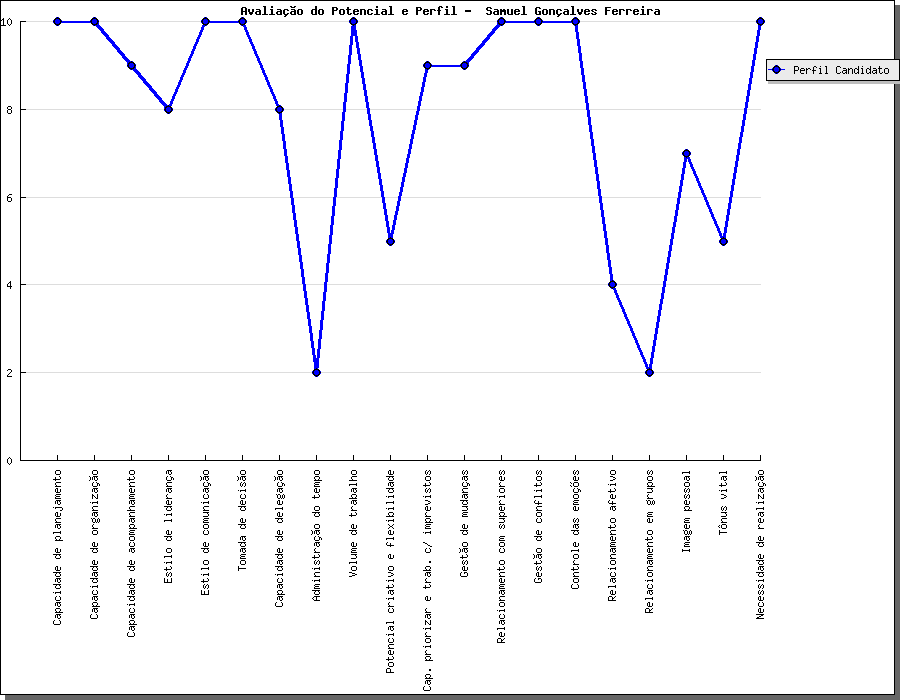 Avaliação do Potencial e Perfil - Samuel Gonçalves Ferreira
10
8
6
4
2
0
Perfil Candidato
Capacidade de planejamento
Capacidade de organização
Capacidade de acompanhamento
Estilo de liderança
Estilo de comunicação
Tomada de decisão
Capacidade de delegação
Administração do tempo
Volume de trabalho
Potencial criativo e flexibilidade
Cap. priorizar e trab. c/ imprevistos
Gestão de mudanças
Relacionamento com superiores
Gestão de conflitos
Controle das emoções
Relacionamento afetivo
Relacionamento em grupos
Imagem pessoal
Tônus vital
Necessidade de realização